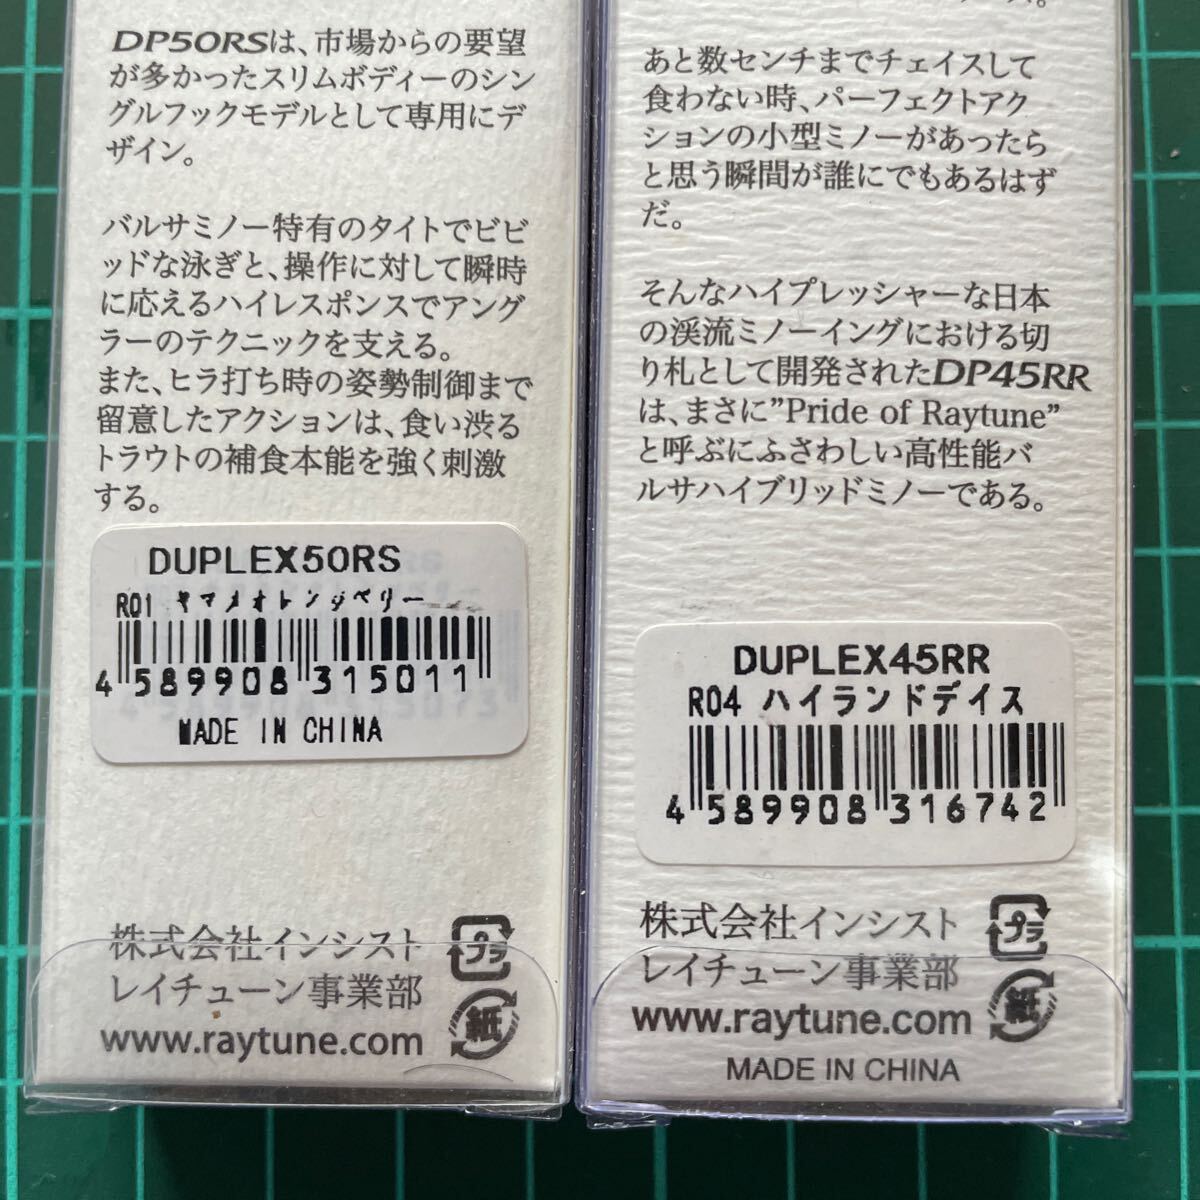 DP50RSは、市場からの要望
が多かったスリムボディーのシン
グルフックモデルとして専用にデ
ザイン。
バルサミノー特有のタイトでビビ
ッドな泳ぎと、操作に対して瞬時
に応えるハイレスポンスでアング
ラーのテクニックを支える。
また、ヒラ打ち時の姿勢制御まで
留意したアクションは、食い渋る
トラウトの補食本能を強く刺激
する。
DUPLEX50RS
R01 ヤマメオレンジベリー
4 589908 315011
MADE IN CHINA
株式会社インシスト
レイチューン事業部
www.raytune.com
プラ
紙
あと数センチまでチェイスして
食わない時、パーフェクトアク
ションの小型ミノーがあったら
と思う瞬間が誰にでもあるはず
だ。
そんなハイプレッシャーな日本
の渓流ミノーイングにおける切
り札として開発されたDP45RR
は、まさに”Pride of Raytune”
と呼ぶにふさわしい高性能バ
ルサハイブリッドミノーである。
DUPLEX45RR
R04 ハイランドデイス
4 589908 316742
株式会社インシスト
レイチューン事業部
www.raytune.com
MADE IN CHINA
プラ
紙